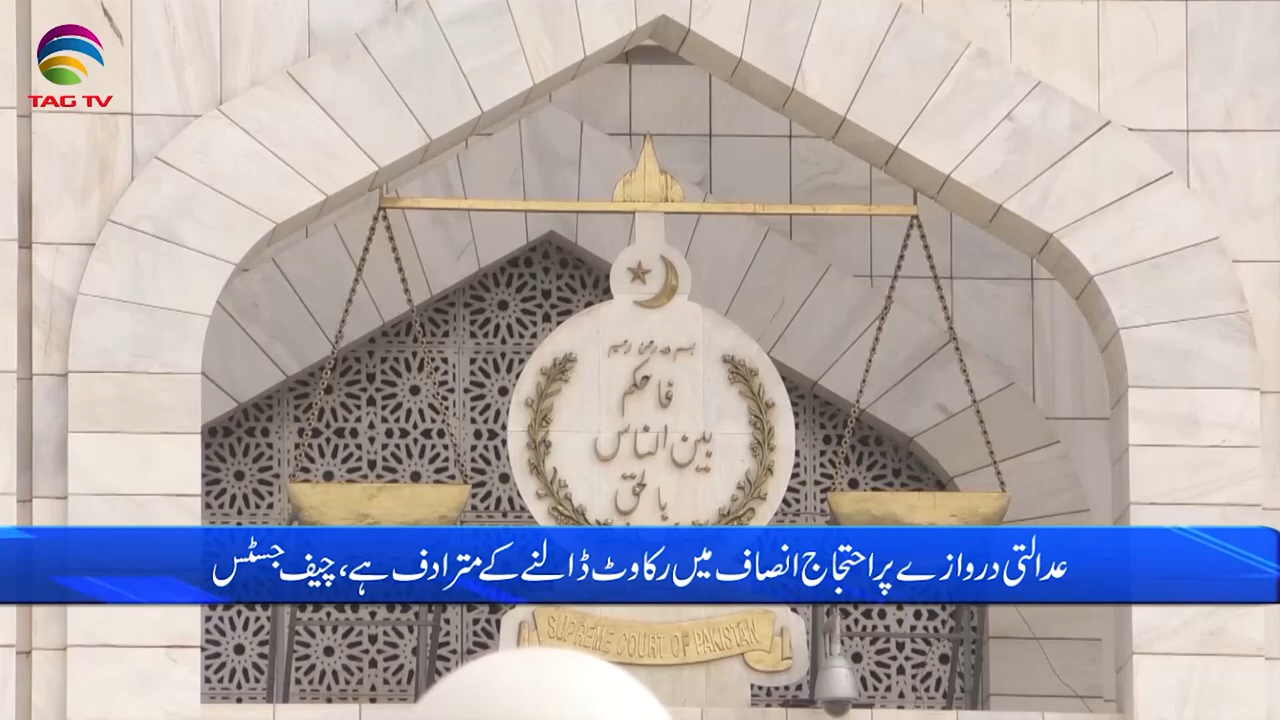 TAG TV
بسم اللہ الرحمن الرحیم
فاحکم
بین الناس
بالحق
عدالتی دروازے پر احتجاج انصاف میں رکاوٹ ڈالنے کے مترادف ہے، چیف جسٹس
SUPREME COURT OF PAKISTAN